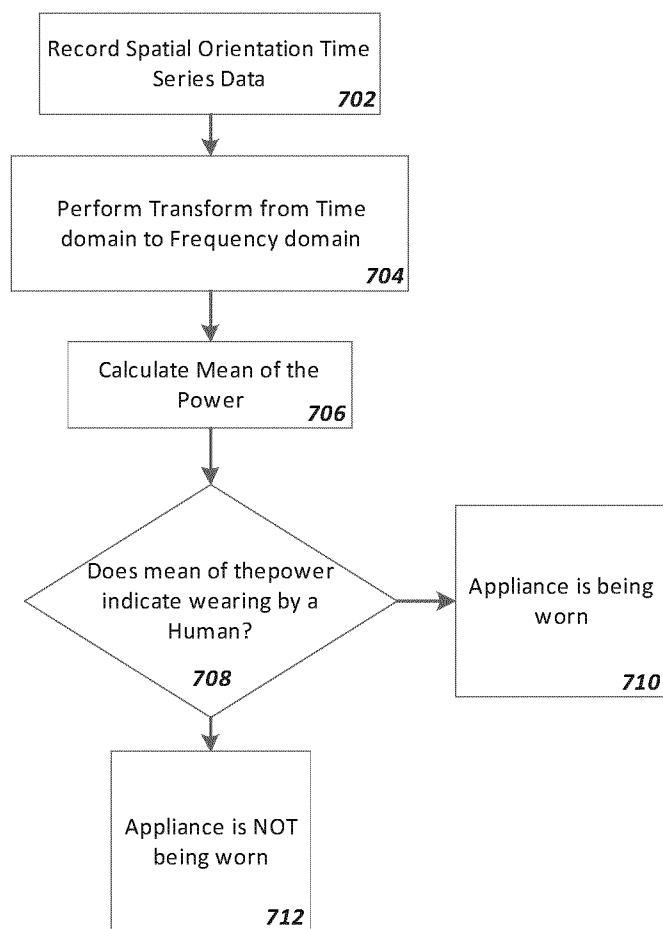 Record Spatial Orientation Time
Series Data
702
Perform Transform from Time
domain to Frequency domain
704
Calculate Mean of the
Power
706
Does mean of thepower
indicate wearing by a
Human?
708
Appliance is being
worn
710
Appliance is NOT
being worn
712